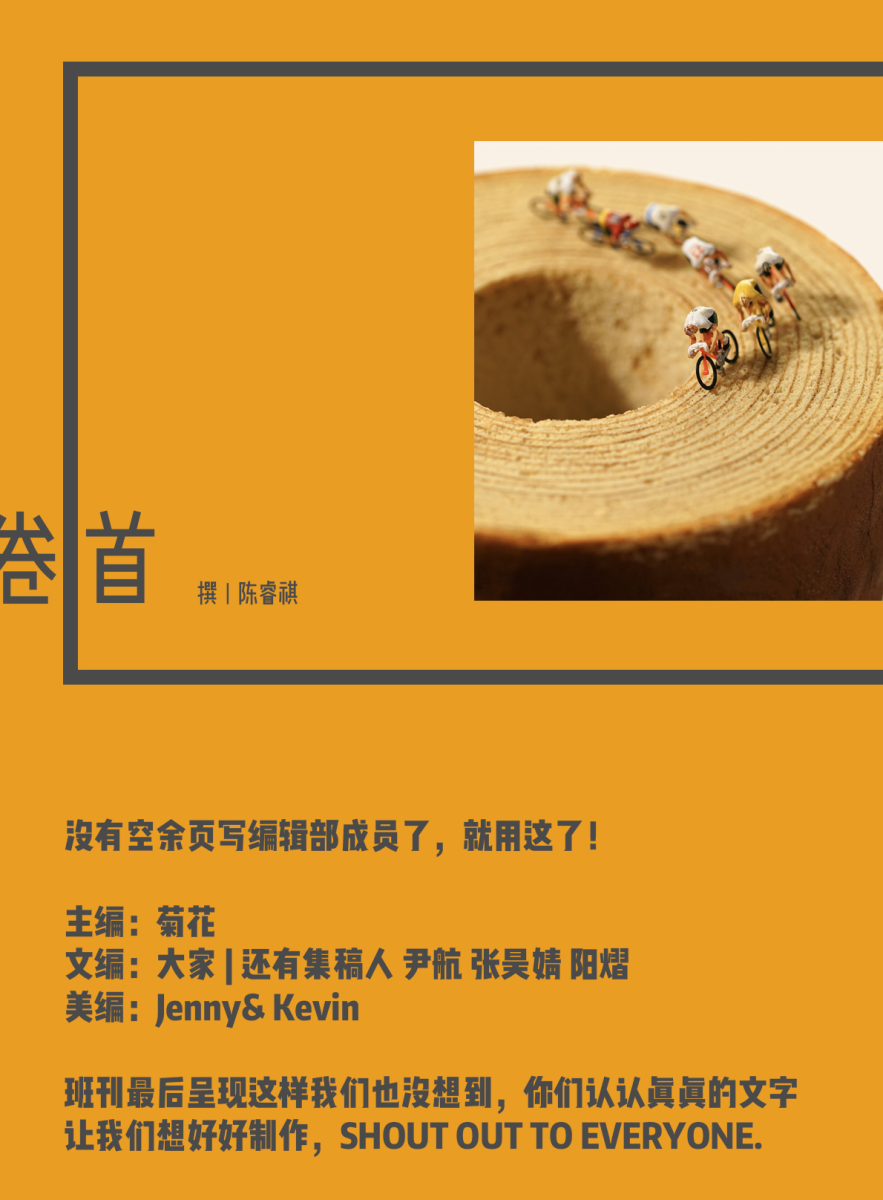 卷首
撰 | 陈睿祺
没有空余页写编辑部成员了，就用这了！
主编：菊花
文编：大家 | 还有集稿人 尹航 张昊婧 阳熠
美编：Jenny& Kevin
班刊最后呈现这样我们也没想到，你们认认真真的文字
让我们想好好制作，SHOUT OUT TO EVERYONE.